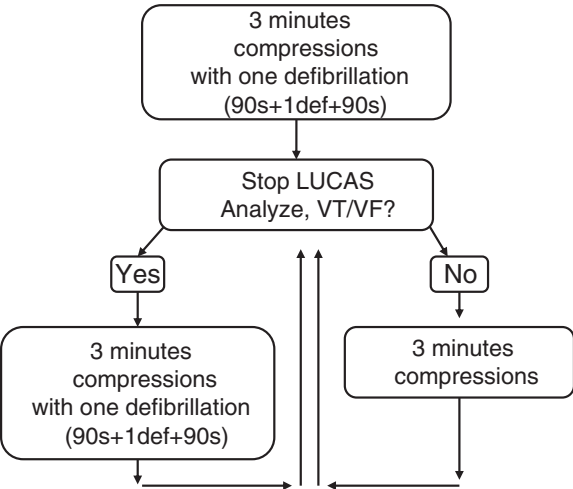 3 minutes
compressions
with one defibrillation
(90s+1def+90s)
Stop LUCAS
Analyze, VT/VF?
Yes
No
3 minutes
compressions
with one defibrillation
(90s+1def+90s)
3 minutes
compressions